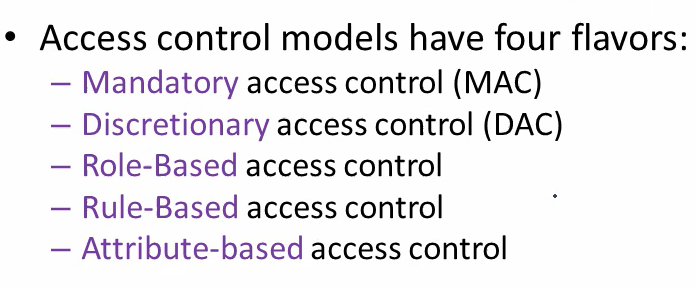 • Access control models have four flavors:
– Mandatory access control (MAC)
– Discretionary access control (DAC)
– Role-Based access control
– Rule-Based access control
– Attribute-based access control